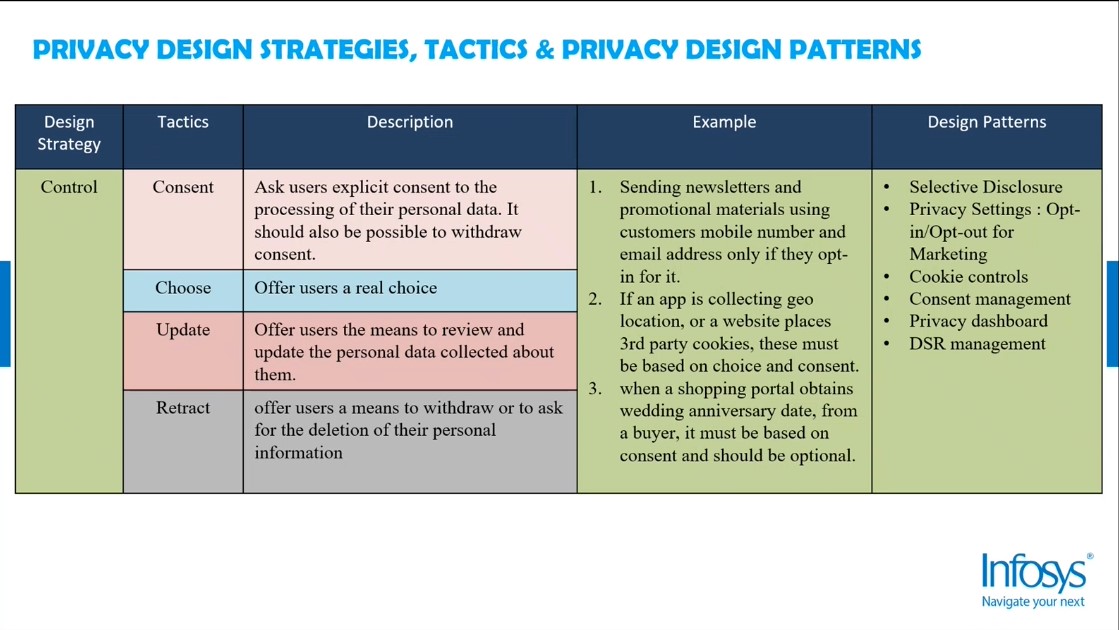 PRIVACY DESIGN STRATEGIES, TACTICS & PRIVACY DESIGN PATTERNS
Design
Strategy
Tactics
Description
Example
Design Patterns
Control
Consent
Ask users explicit consent to the
processing of their personal data. It
should also be possible to withdraw
consent.
Choose
Offer users a real choice
Update
Offer users the means to review and
update the personal data collected about
them.
Retract
offer users a means to withdraw or to ask
for the deletion of their personal
information
1. Sending newsletters and
promotional materials using
customers mobile number and
email address only if they opt-
in for it.
2. If an app is collecting geo
location, or a website places
3rd party cookies, these must
be based on choice and consent.
3. when a shopping portal obtains
wedding anniversary date, from
a buyer, it must be based on
consent and should be optional.
• Selective Disclosure
• Privacy Settings : Opt-
in/Opt-out for
Marketing
• Cookie controls
• Consent management
• Privacy dashboard
• DSR management
Infosys®
Navigate your next